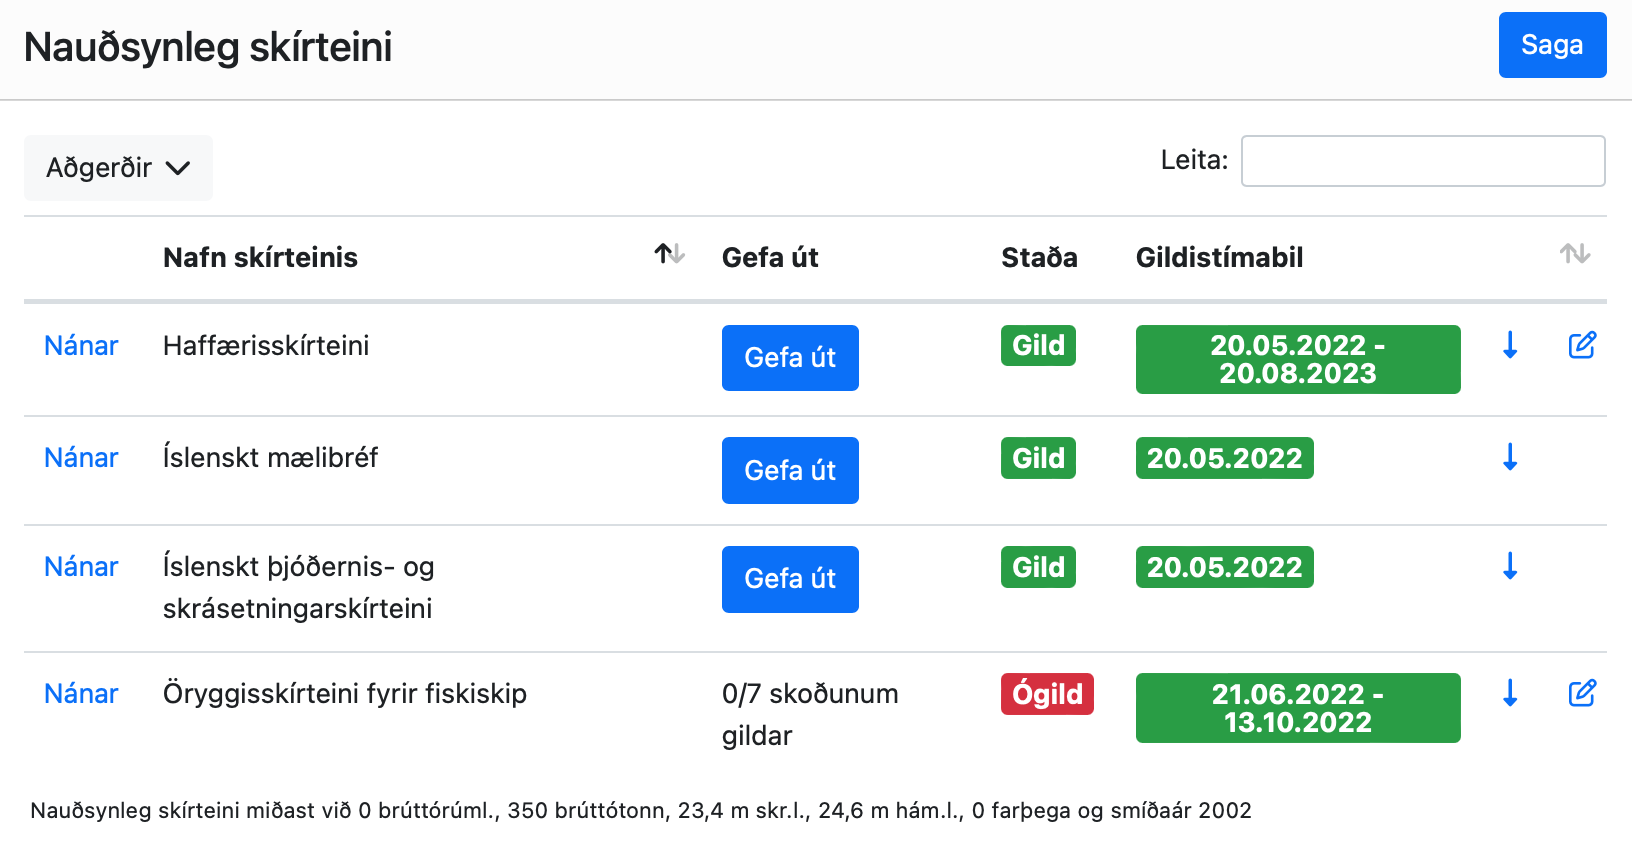 Nauðsynleg skírteini
Saga
Aðgerðir
Leita:
Nafn skírteinis Gefa út Staða Gildistímabil
Nánar Haffærisskírteini Gefa út Gild 20.05.2022 -
20.08.2023
Nánar Íslenskt mælibréf Gefa út Gild 20.05.2022
Nánar Íslenskt þjóðernis- og Gefa út Gild 20.05.2022
skrásetningarskírteini
Nánar Öryggisskírteini fyrir fiskiskip 0/7 skoðunum Ógild 21.06.2022 -
gildar 13.10.2022
Nauðsynleg skírteini miðast við 0 brúttórúml., 350 brúttótonn, 23,4 m skr.l., 24,6 m hám.l., 0 farþega og smíðaár 2002